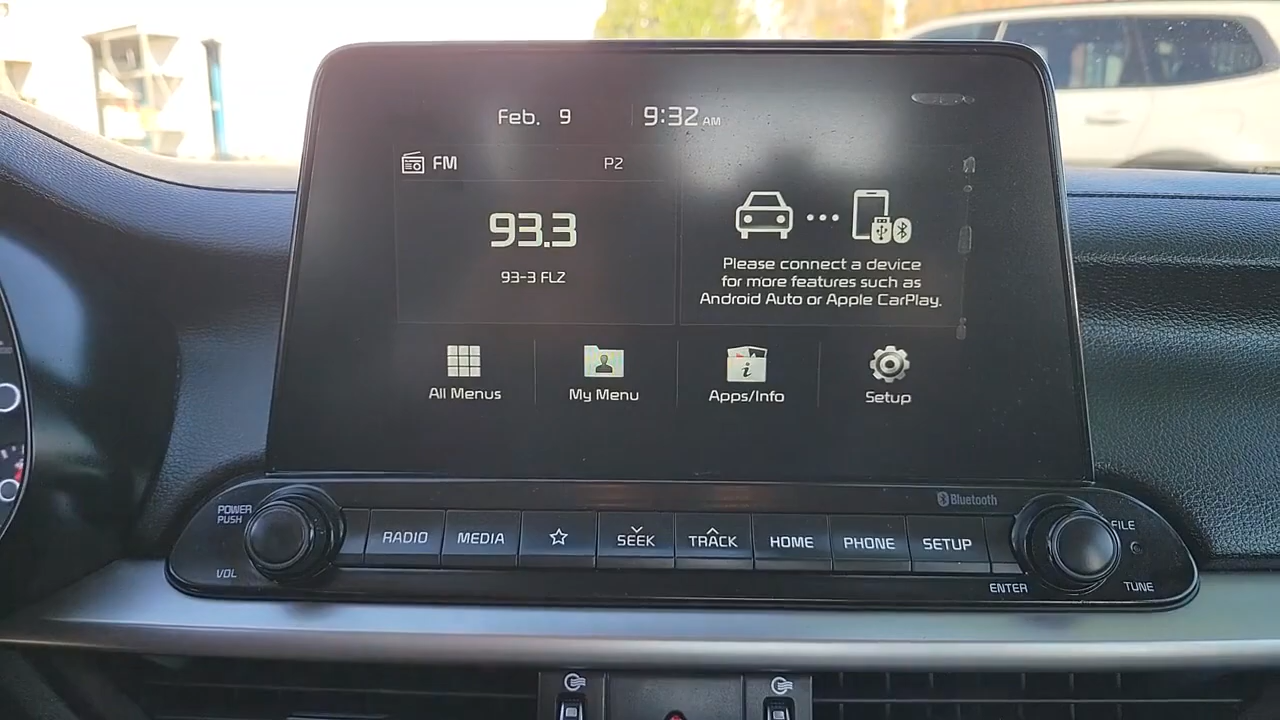 Feb. 9
9:32 AM
FM
P2
93.3
93-3 FLZ
Please connect a device
for more features such as
Android Auto or Apple CarPlay.
All Menus
My Menu
Apps/Info
Setup
Bluetooth
POWER
PUSH
VOL
RADIO
MEDIA
SEEK
TRACK
HOME
PHONE
SETUP
FILE
ENTER
TUNE